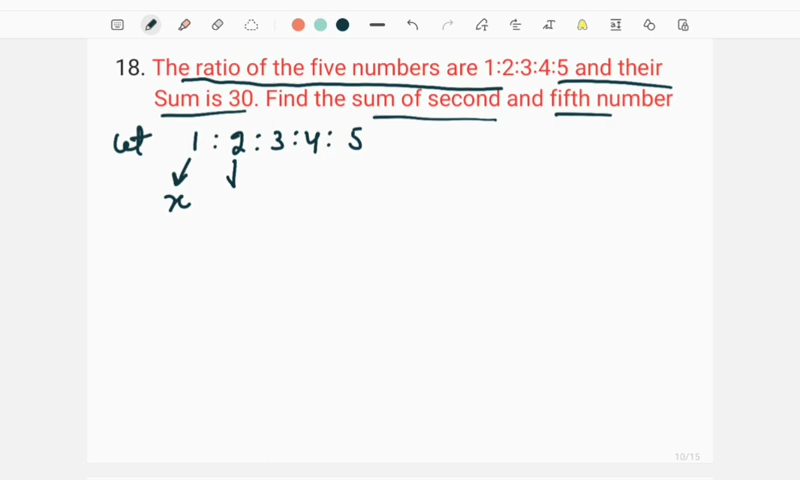 18. The ratio of the five numbers are 1:2:3:4:5 and their
Sum is 30. Find the sum of second and fifth number
let 1 : 2 : 3 : 4 : 5
x
10/15